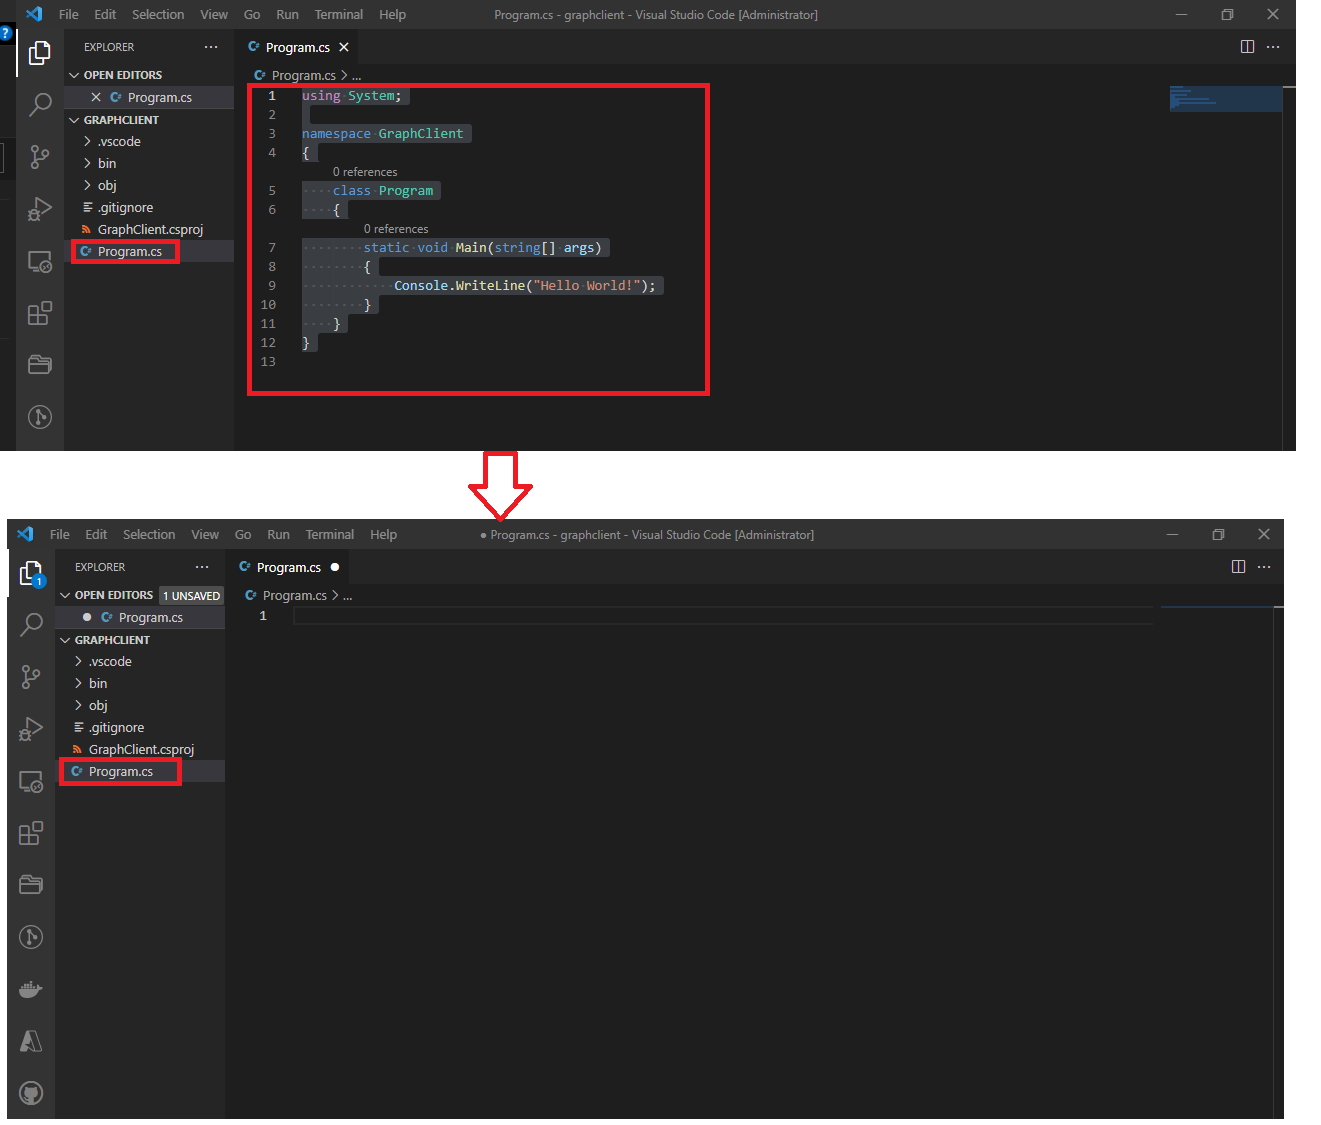 ?
File Edit Selection View Go Run Terminal Help Program.cs - graphclient - Visual Studio Code [Administrator]
EXPLORER ... Program.cs
OPEN EDITORS
Program.cs > ...
Program.cs
GRAPHCLIENT
.vscode
bin
obj
.gitignore
GraphClient.csproj
Program.cs
1 using System;
2
3 namespace GraphClient
4 {
0 references
5 class Program
6 {
0 references
7 static void Main(string[] args)
8 {
9 Console.WriteLine("Hello World!");
10 }
11 }
12 }
13
File Edit Selection View Go Run Terminal Help ● Program.cs - graphclient - Visual Studio Code [Administrator]
EXPLORER ... Program.cs ●
1
OPEN EDITORS 1 UNSAVED
Program.cs > ...
● Program.cs
1
GRAPHCLIENT
.vscode
bin
obj
.gitignore
GraphClient.csproj
Program.cs